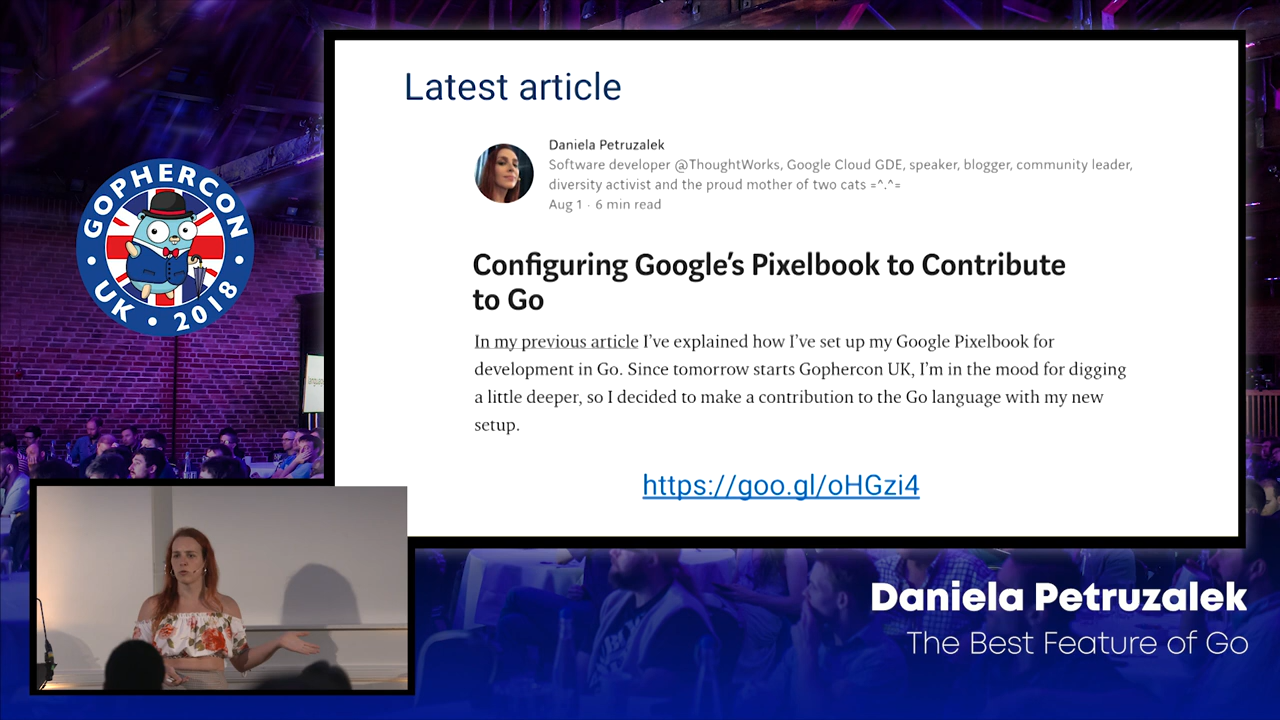 Latest article
Daniela Petruzalek
Software developer @ThoughtWorks, Google Cloud GDE, speaker, blogger, community leader,
diversity activist and the proud mother of two cats =^.^=
Aug 1 · 6 min read
GOPHERCON
UK • 2018
Configuring Google's Pixelbook to Contribute
to Go
In my previous article I've explained how I've set up my Google Pixelbook for
development in Go. Since tomorrow starts Gophercon UK, I'm in the mood for digging
a little deeper, so I decided to make a contribution to the Go language with my new
setup.
https://goo.gl/oHGzi4
Daniela Petruzalek
The Best Feature of Go